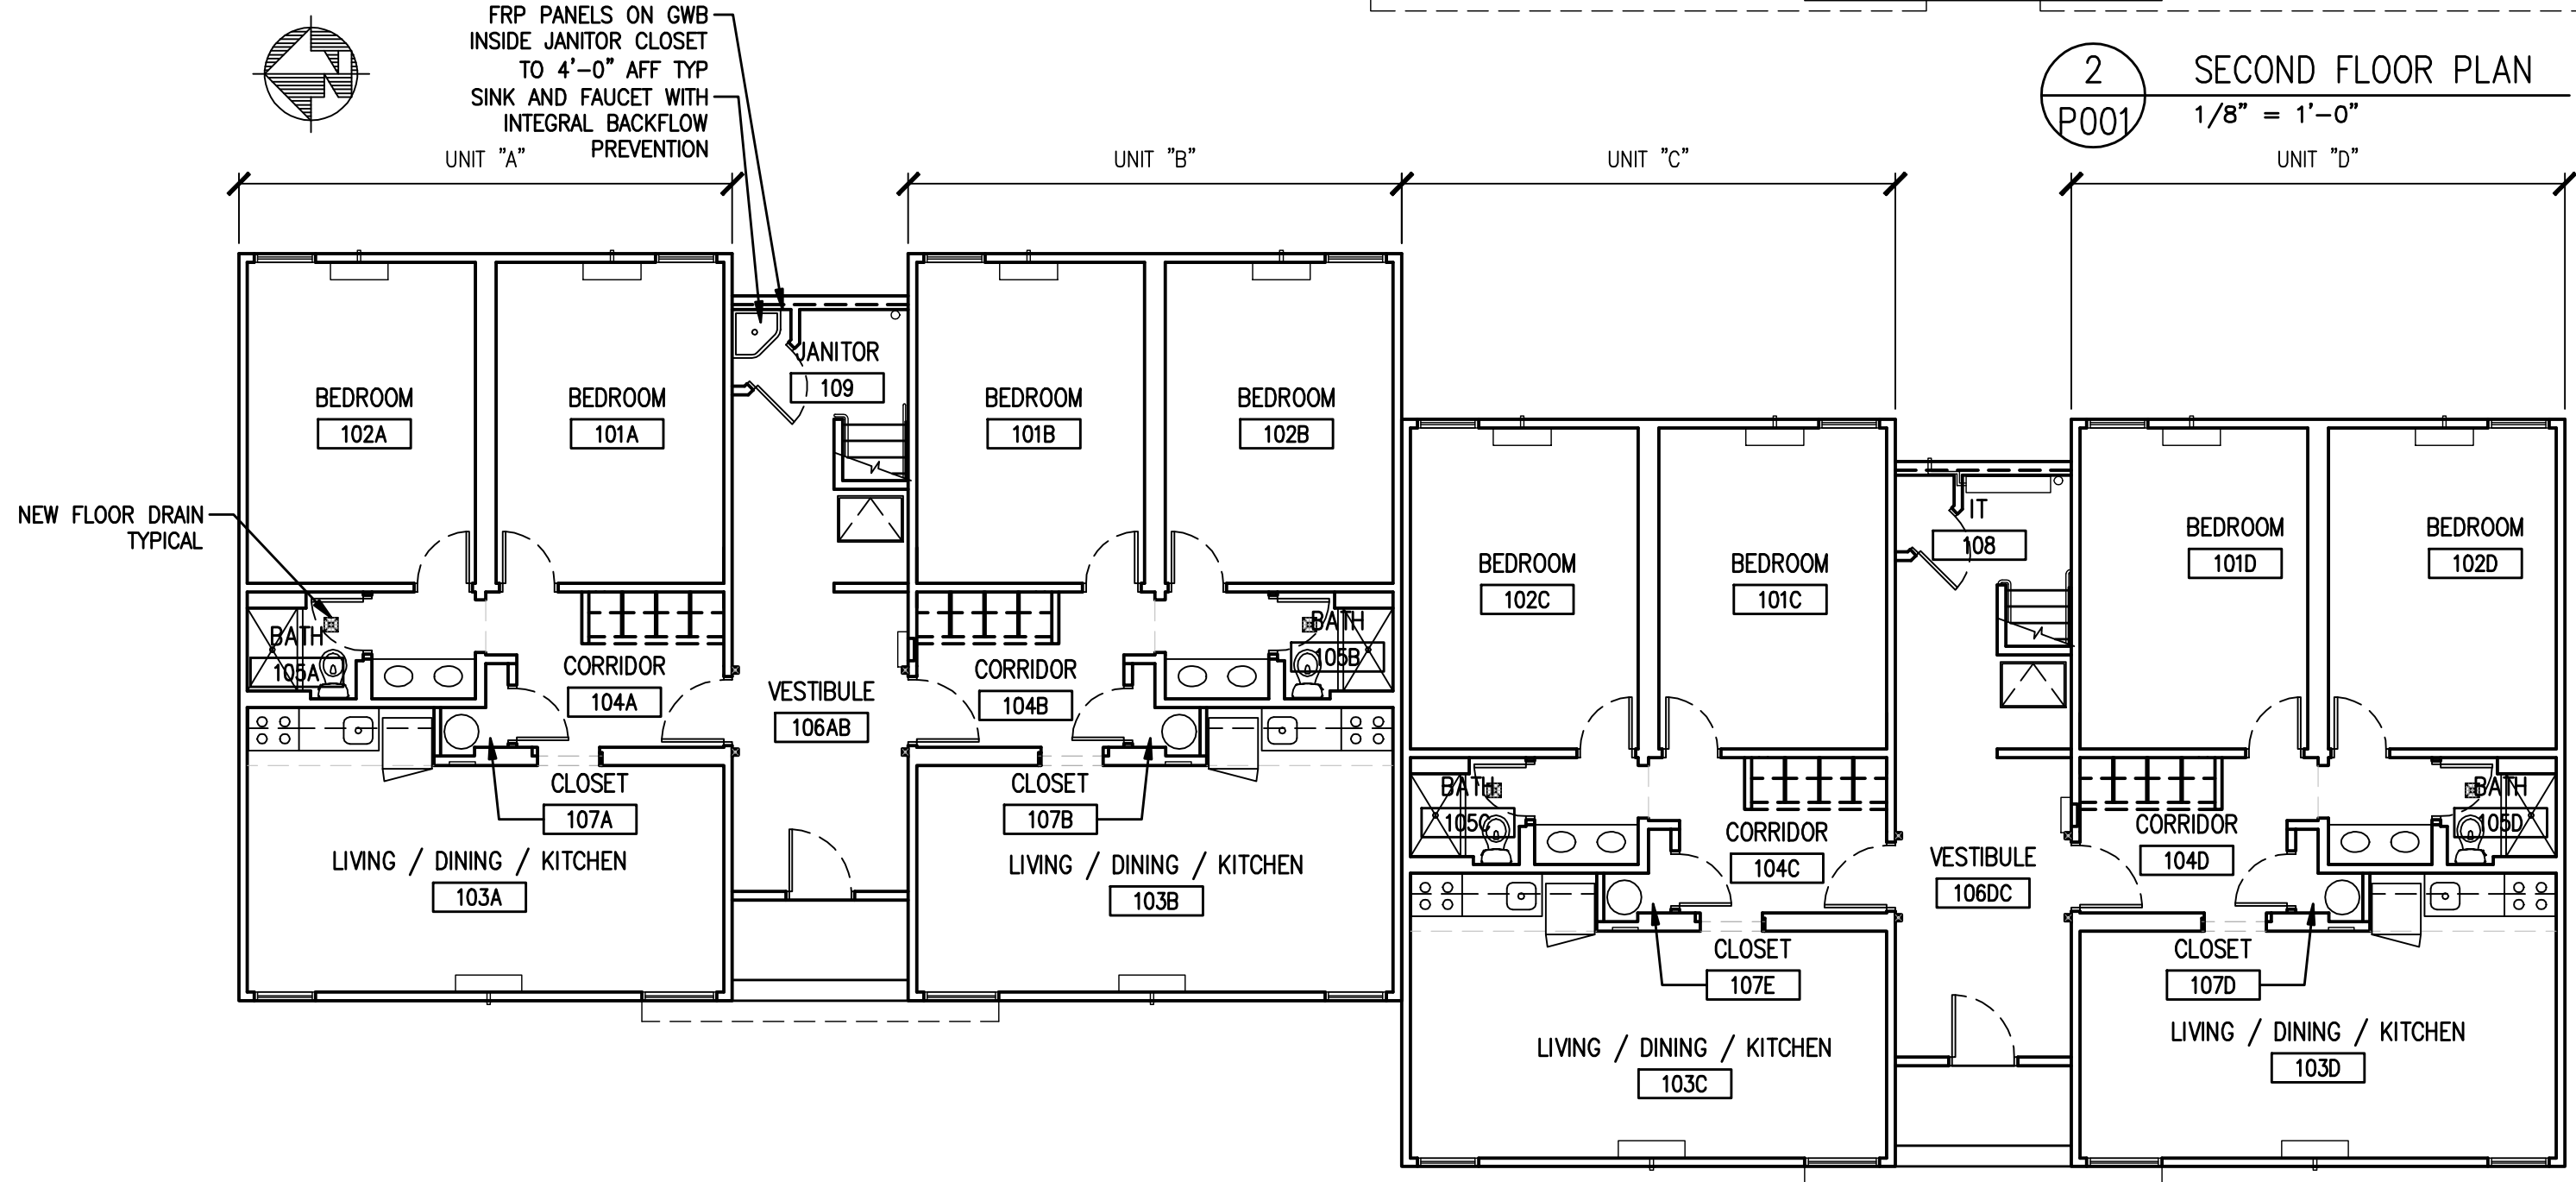 FRP PANELS ON GWB
INSIDE JANITOR CLOSET
TO 4'-0" AFF TYP
SINK AND FAUCET WITH
INTEGRAL BACKFLOW
PREVENTION
N
2
P001
SECOND FLOOR PLAN
1/8" = 1'-0"
UNIT "A"
UNIT "B"
UNIT "C"
UNIT "D"
JANITOR
109
BEDROOM
102A
BEDROOM
101A
BEDROOM
101B
BEDROOM
102B
NEW FLOOR DRAIN
TYPICAL
IT
108
BEDROOM
102C
BEDROOM
101C
BEDROOM
101D
BEDROOM
102D
BATH
105A
CORRIDOR
104A
VESTIBULE
106AB
CORRIDOR
104B
BATH
105B
CLOSET
107A
CLOSET
107B
LIVING / DINING / KITCHEN
103A
LIVING / DINING / KITCHEN
103B
BATH
105C
CORRIDOR
104C
VESTIBULE
106DC
CORRIDOR
104D
BATH
105D
CLOSET
107E
CLOSET
107D
LIVING / DINING / KITCHEN
103C
LIVING / DINING / KITCHEN
103D